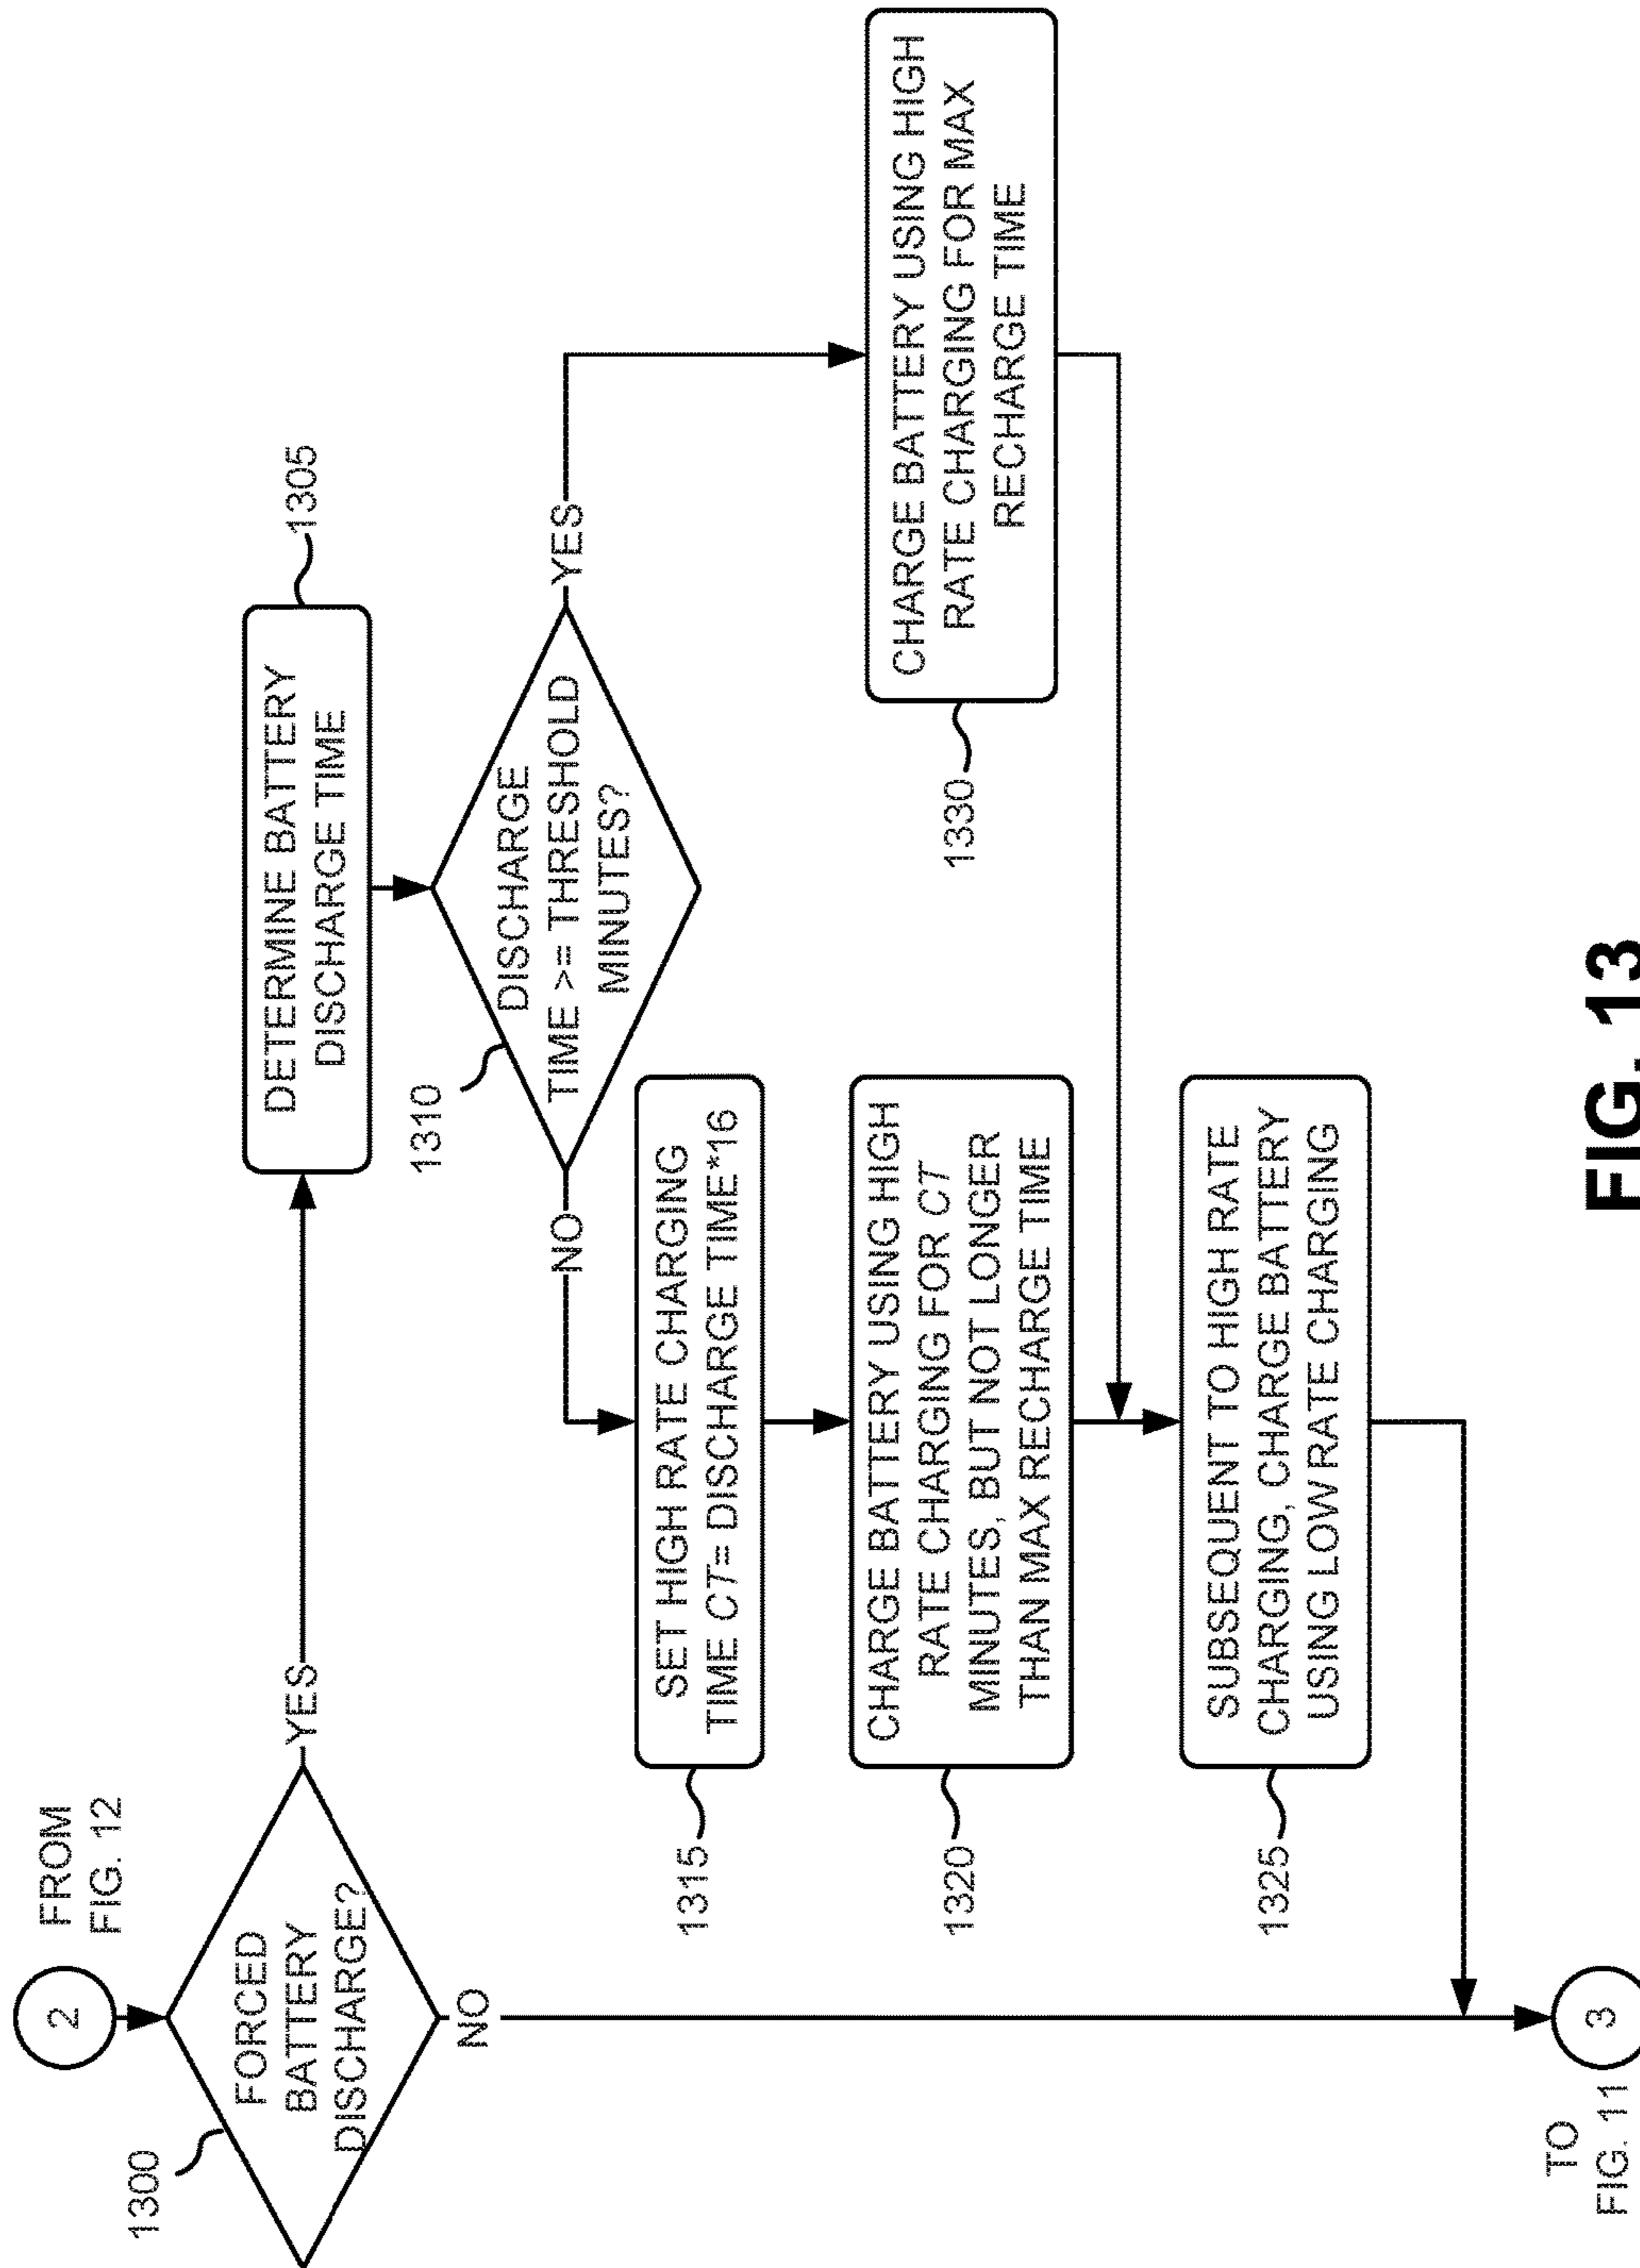 2
FROM
FIG. 12
1300
FORCED
BATTERY
DISCHARGE?
YES
NO
DETERMINE BATTERY
DISCHARGE TIME
1305
1310
DISCHARGE
TIME >= THRESHOLD
MINUTES?
NO
YES
SET HIGH RATE CHARGING
TIME CT= DISCHARGE TIME*16
1315
CHARGE BATTERY USING HIGH
RATE CHARGING FOR CT
MINUTES, BUT NOT LONGER
THAN MAX RECHARGE TIME
1320
CHARGE BATTERY USING HIGH
RATE CHARGING FOR MAX
RECHARGE TIME
1330
SUBSEQUENT TO HIGH RATE
CHARGING, CHARGE BATTERY
USING LOW RATE CHARGING
1325
TO
FIG. 11
3
FIG. 13